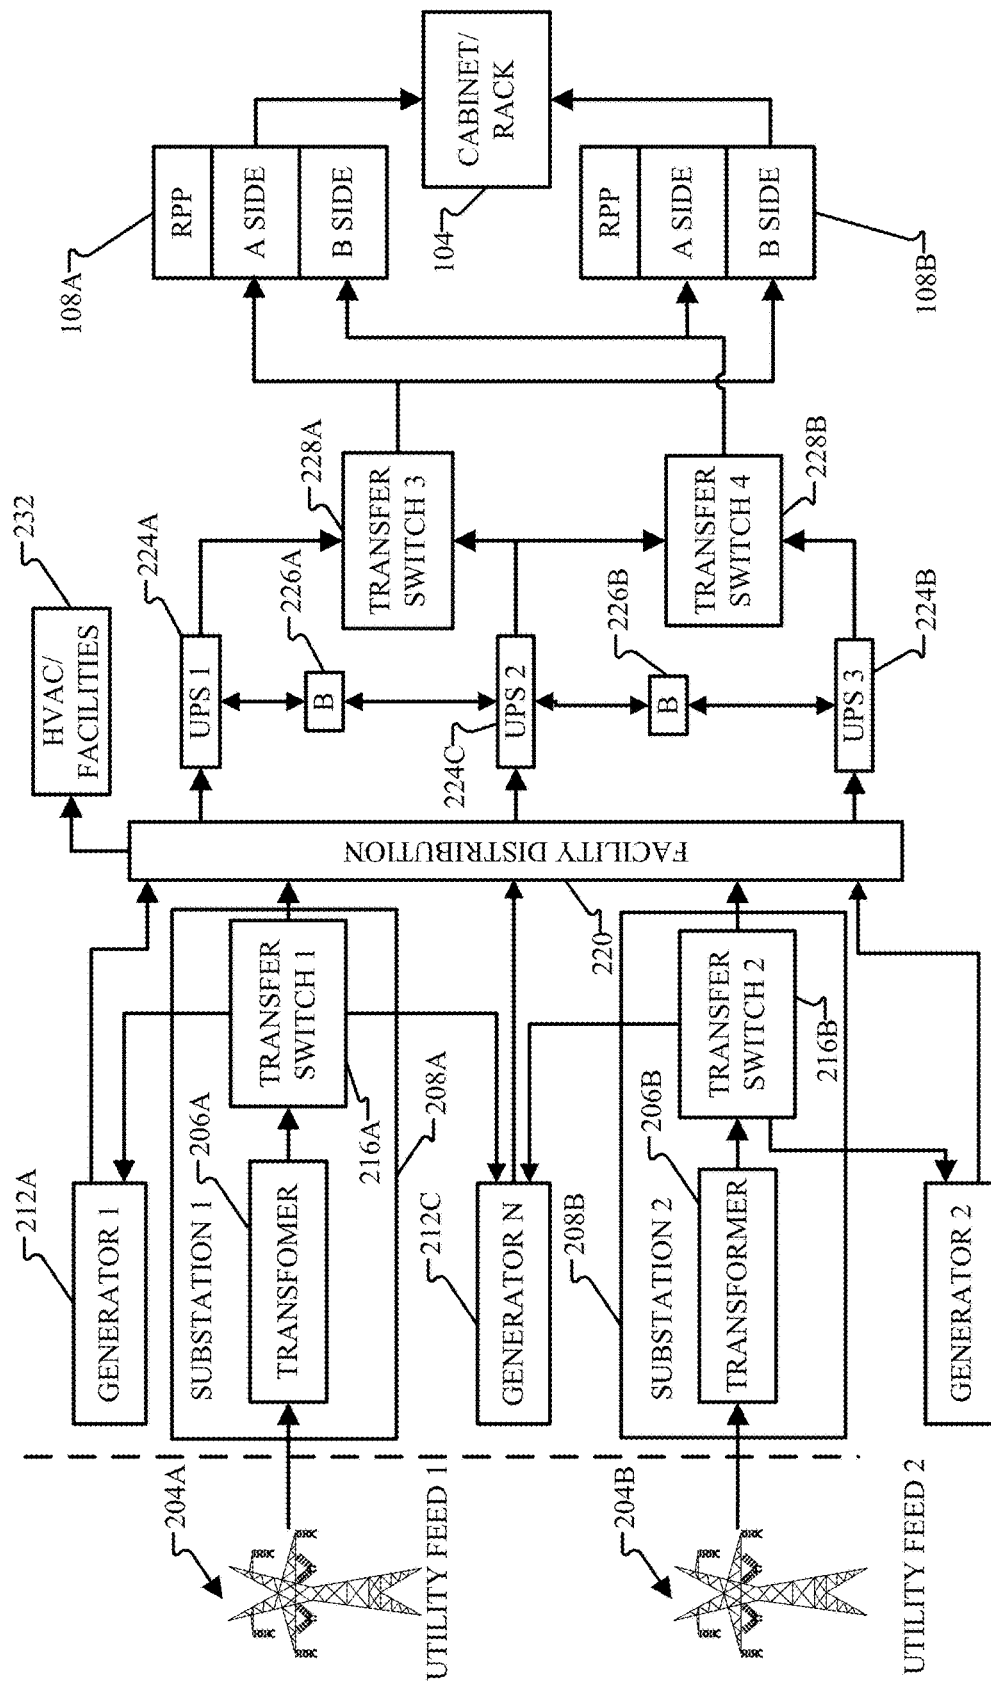 204A
UTILITY FEED 1
204B
UTILITY FEED 2
212A
GENERATOR 1
SUBSTATION 1
206A
TRANSFOMER
TRANSFER
SWITCH 1
216A
208A
212C
GENERATOR N
208B
SUBSTATION 2
206B
TRANSFORMER
TRANSFER
SWITCH 2
216B
GENERATOR 2
FACILITY DISTRIBUTION
220
232
HVAC/
FACILITIES
224A
UPS 1
226A
B
UPS 2
224C
226B
B
UPS 3
224B
228A
TRANSFER
SWITCH 3
TRANSFER
SWITCH 4
228B
108A
RPP
A SIDE
B SIDE
104
CABINET/
RACK
RPP
A SIDE
B SIDE
108B